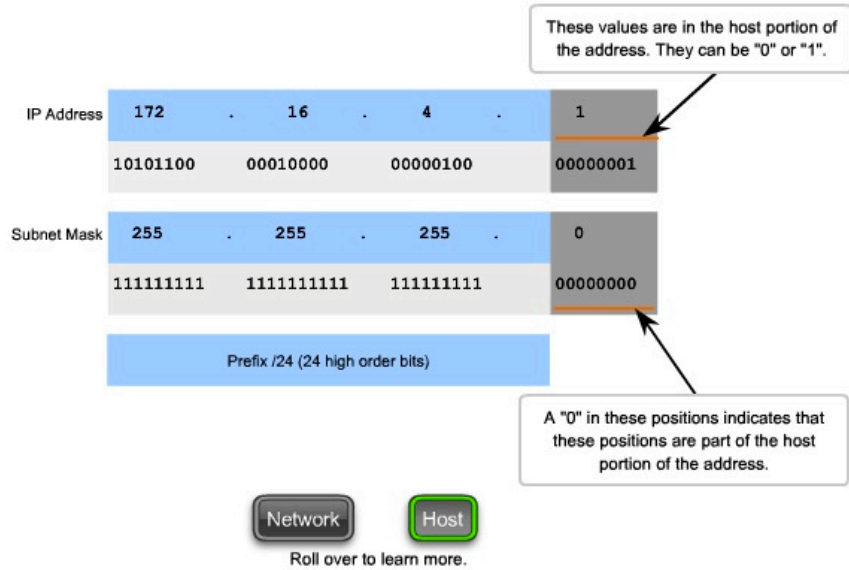 These values are in the host portion of
the address. They can be "0" or "1".
IP Address 172 . 16 . 4 . 1
10101100 00010000 00000100 00000001
Subnet Mask 255 . 255 . 255 . 0
111111111 1111111111 111111111 00000000
Prefix /24 (24 high order bits)
A "0" in these positions indicates that
these positions are part of the host
portion of the address.
Network Host
Roll over to learn more.